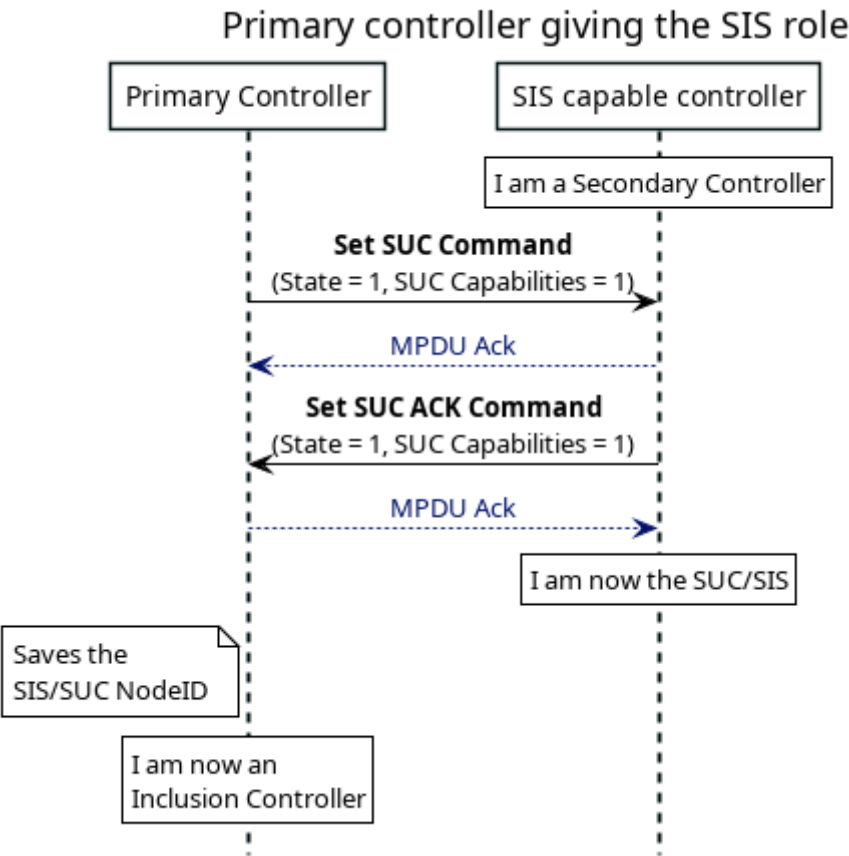 Primary controller giving the SIS role
Primary Controller
SIS capable controller
I am a Secondary Controller
Set SUC Command
(State = 1, SUC Capabilities = 1)
MPDU Ack
Set SUC ACK Command
(State = 1, SUC Capabilities = 1)
MPDU Ack
I am now the SUC/SIS
Saves the
SIS/SUC NodeID
I am now an
Inclusion Controller